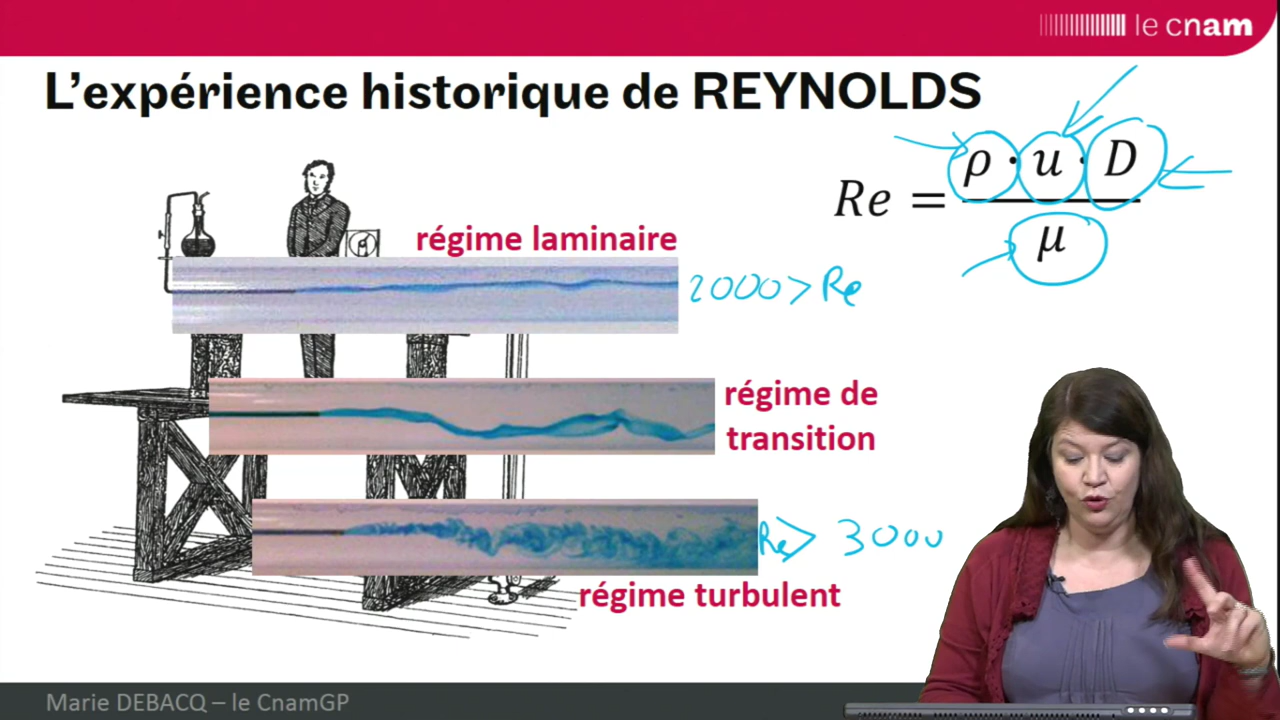 le cnam
L'expérience historique de REYNOLDS
Re = ρ · u · D / μ
régime laminaire
2000 > Re
régime de
transition
Re > 3000
régime turbulent
Marie DEBACQ – le CnamGP